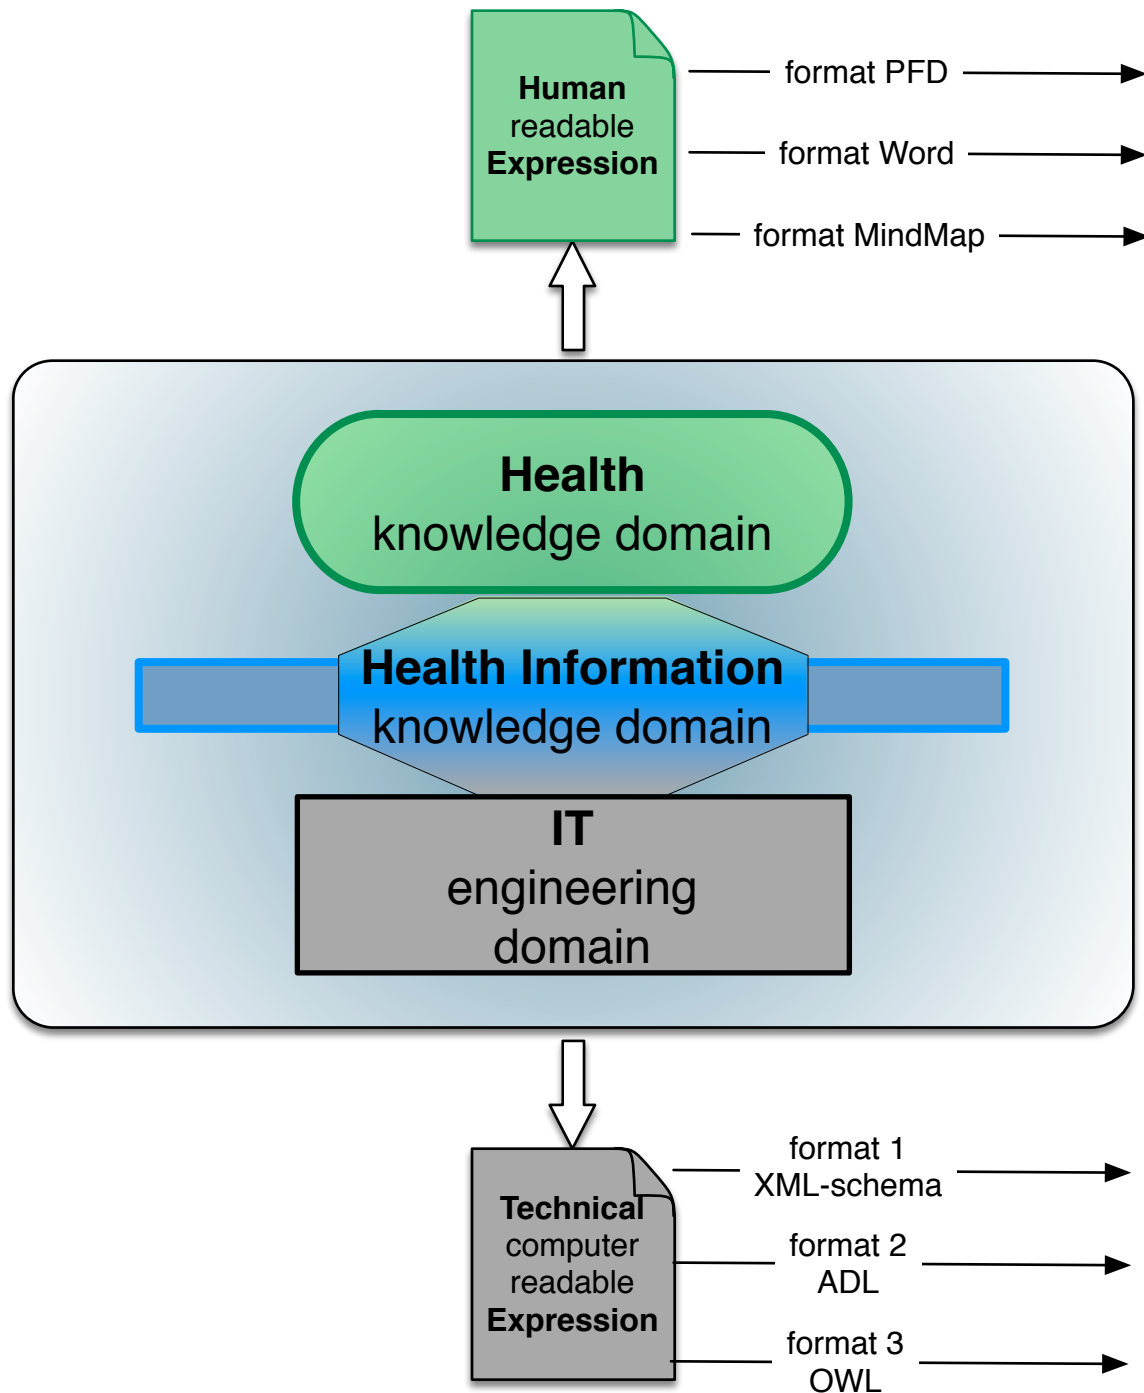 Human
readable
Expression
format PFD
format Word
format MindMap
Health
knowledge domain
Health Information
knowledge domain
IT
engineering
domain
Technical
computer
readable
Expression
format 1
XML-schema
format 2
ADL
format 3
OWL